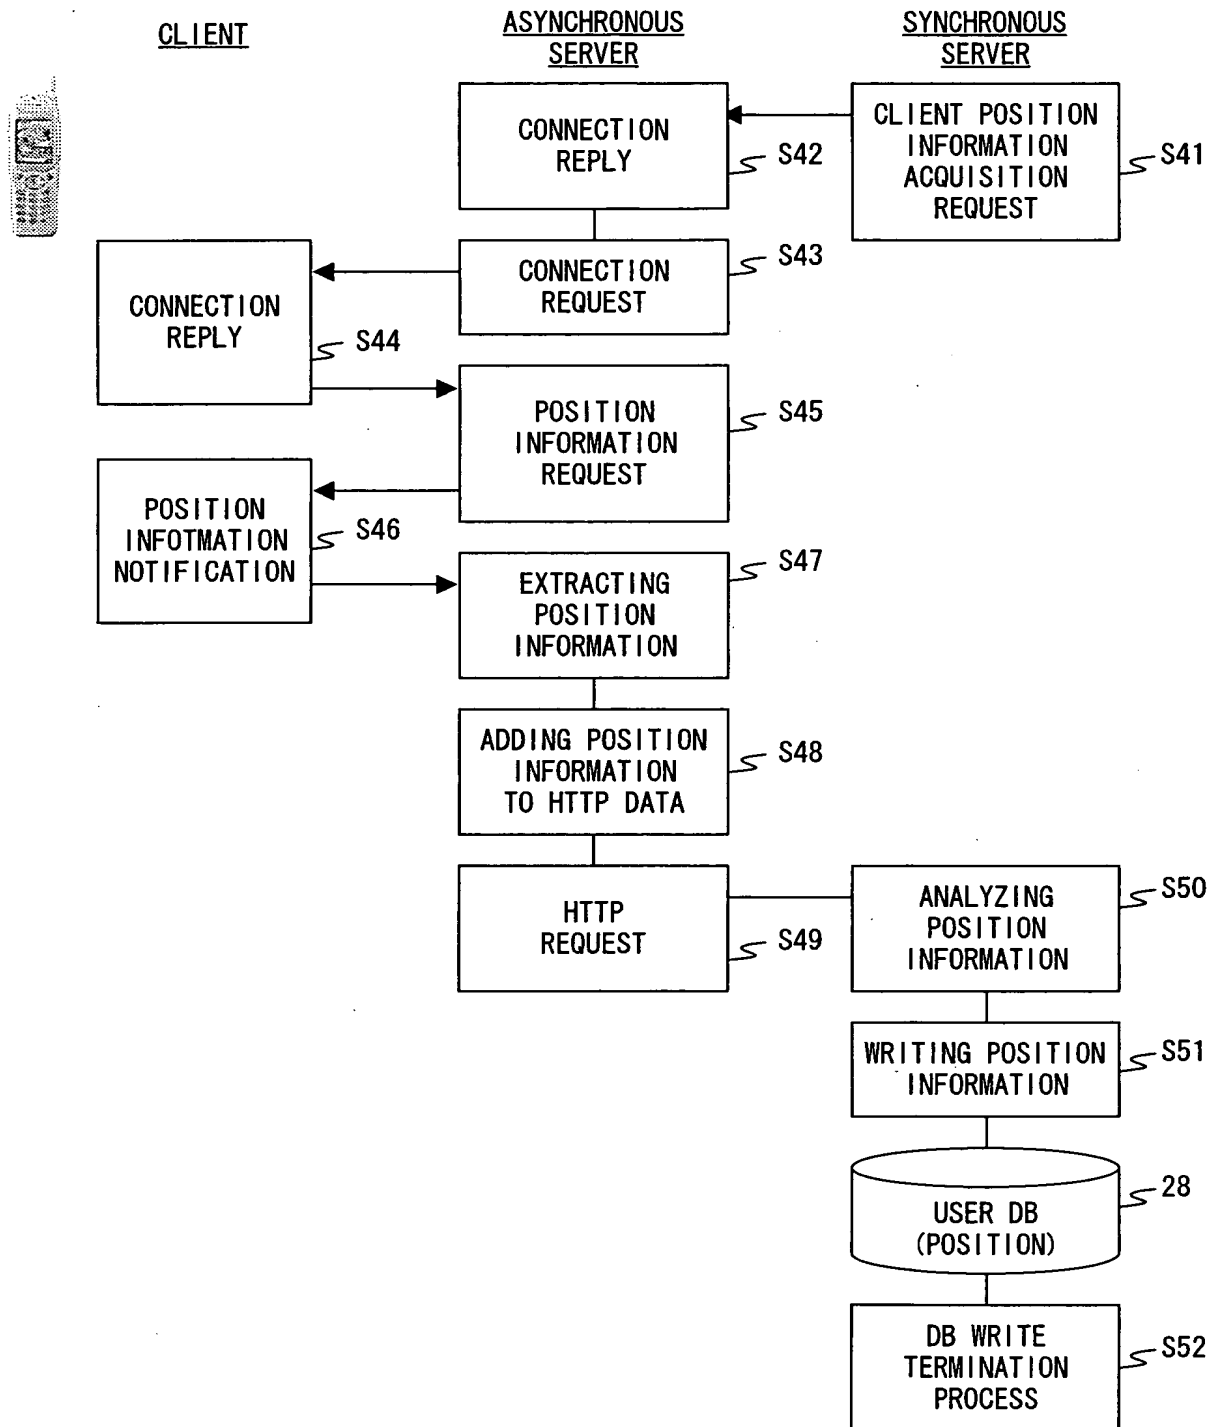 CLIENT
ASYNCHRONOUS
SERVER
SYNCHRONOUS
SERVER
CONNECTION
REPLY
S42
CLIENT POSITION
INFORMATION
ACQUISITION
REQUEST
S41
CONNECTION
REQUEST
S43
CONNECTION
REPLY
S44
POSITION
INFORMATION
REQUEST
S45
POSITION
INFOTMATION
NOTIFICATION
S46
EXTRACTING
POSITION
INFORMATION
S47
ADDING POSITION
INFORMATION
TO HTTP DATA
S48
HTTP
REQUEST
S49
ANALYZING
POSITION
INFORMATION
S50
WRITING POSITION
INFORMATION
S51
USER DB
(POSITION)
28
DB WRITE
TERMINATION
PROCESS
S52